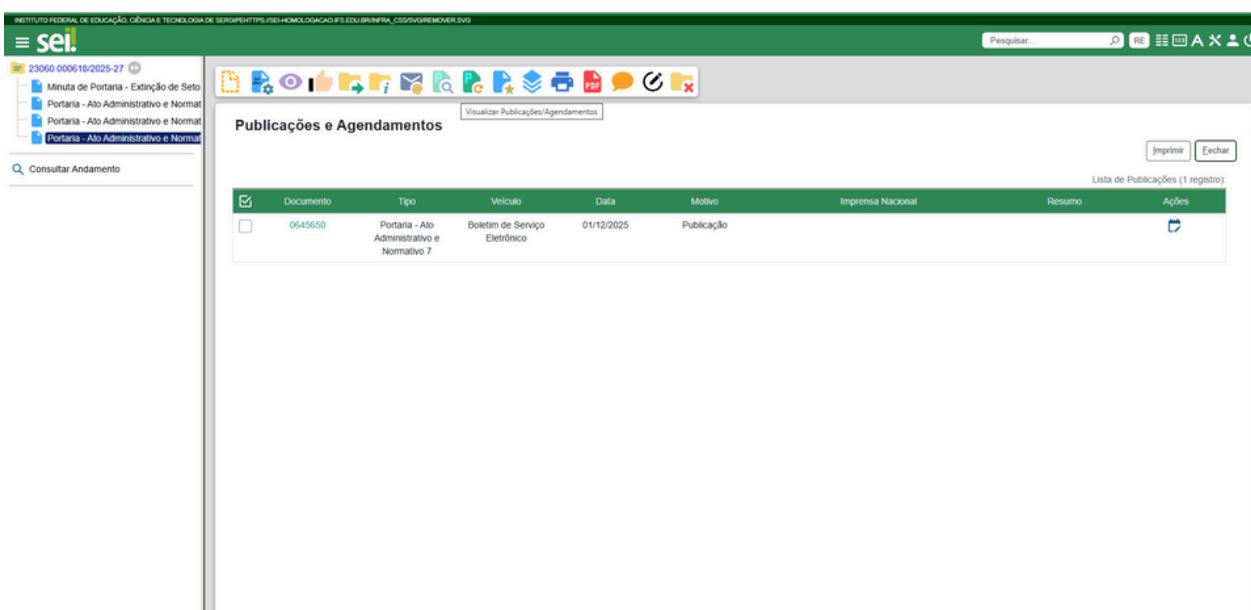 INSTITUTO FEDERAL DE EDUCAÇÃO, CIÊNCIA E TECNOLOGIA DE SERGIPEHTTPS://SEI-HOMOLOGACAO.IFS.EDU.BR/INFRA_CSS/SVG/REMOVER.SVG
sei!
Pesquisar...
RE
123
23060.000618/2025-27
Minuta de Portaria - Extinção de Seto
Portaria - Ato Administrativo e Normat
Portaria - Ato Administrativo e Normat
Portaria - Ato Administrativo e Normat
Consultar Andamento
PDF
Visualizar Publicações/Agendamentos
Publicações e Agendamentos
Imprimir Fechar
Lista de Publicações (1 registro):
Documento Tipo Veículo Data Motivo Imprensa Nacional Resumo Ações
0645650 Portaria - Ato Boletim de Serviço 01/12/2025 Publicação
Administrativo e Eletrônico
Normativo 7